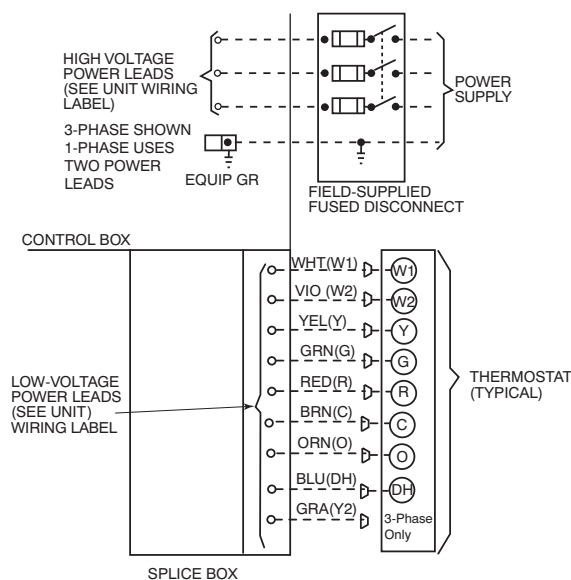 HIGH VOLTAGE
POWER LEADS
(SEE UNIT WIRING
LABEL)
POWER
SUPPLY
3-PHASE SHOWN
1-PHASE USES
TWO POWER
LEADS
EQUIP GR
FIELD-SUPPLIED
FUSED DISCONNECT
CONTROL BOX
WHT(W1) W1
VIO (W2) W2
YEL(Y) Y
GRN(G) G
RED(R) R
BRN(C) C
ORN(O) O
BLU(DH) DH
GRA(Y2) 3-Phase
Only
LOW-VOLTAGE
POWER LEADS
(SEE UNIT)
WIRING LABEL
THERMOSTAT
(TYPICAL)
SPLICE BOX